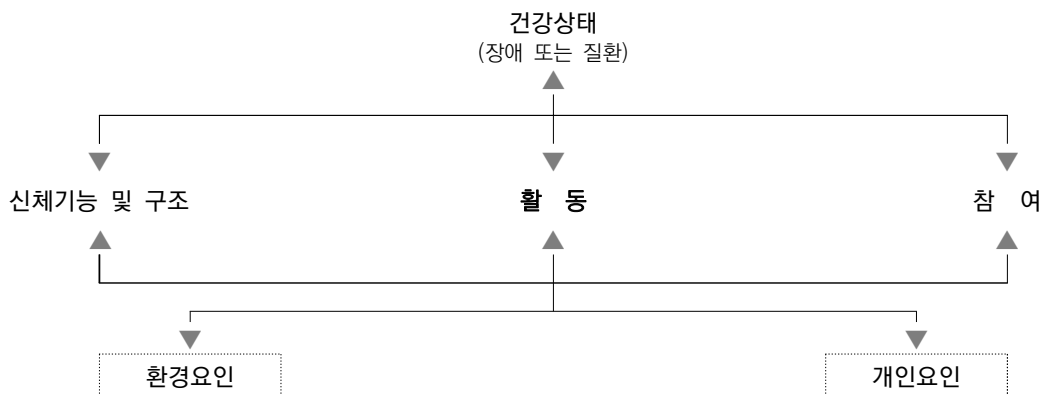 건강상태
(장애 또는 질환)
신체기능 및 구조
활 동
참 여
환경요인
개인요인